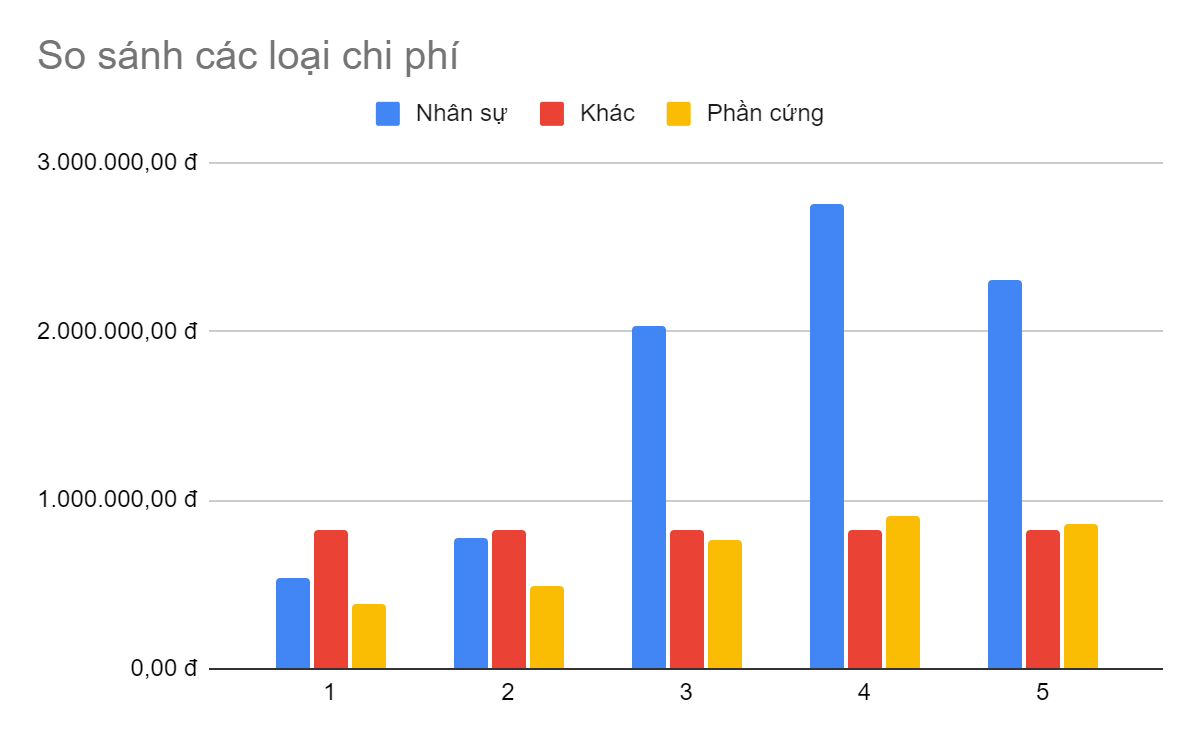 So sánh các loại chi phí
Nhân sự Khác Phần cứng
3.000.000,00 đ
2.000.000,00 đ
1.000.000,00 đ
0,00 đ
1 2 3 4 5